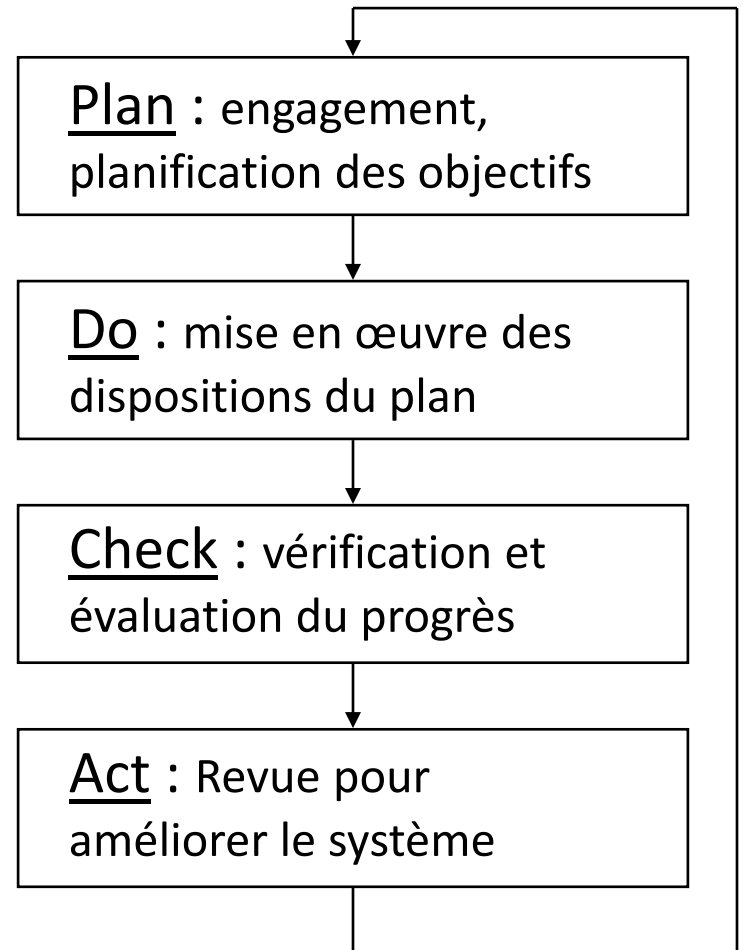 Plan : engagement,
planification des objectifs
Do : mise en œuvre des
dispositions du plan
Check : vérification et
évaluation du progrès
Act : Revue pour
améliorer le système